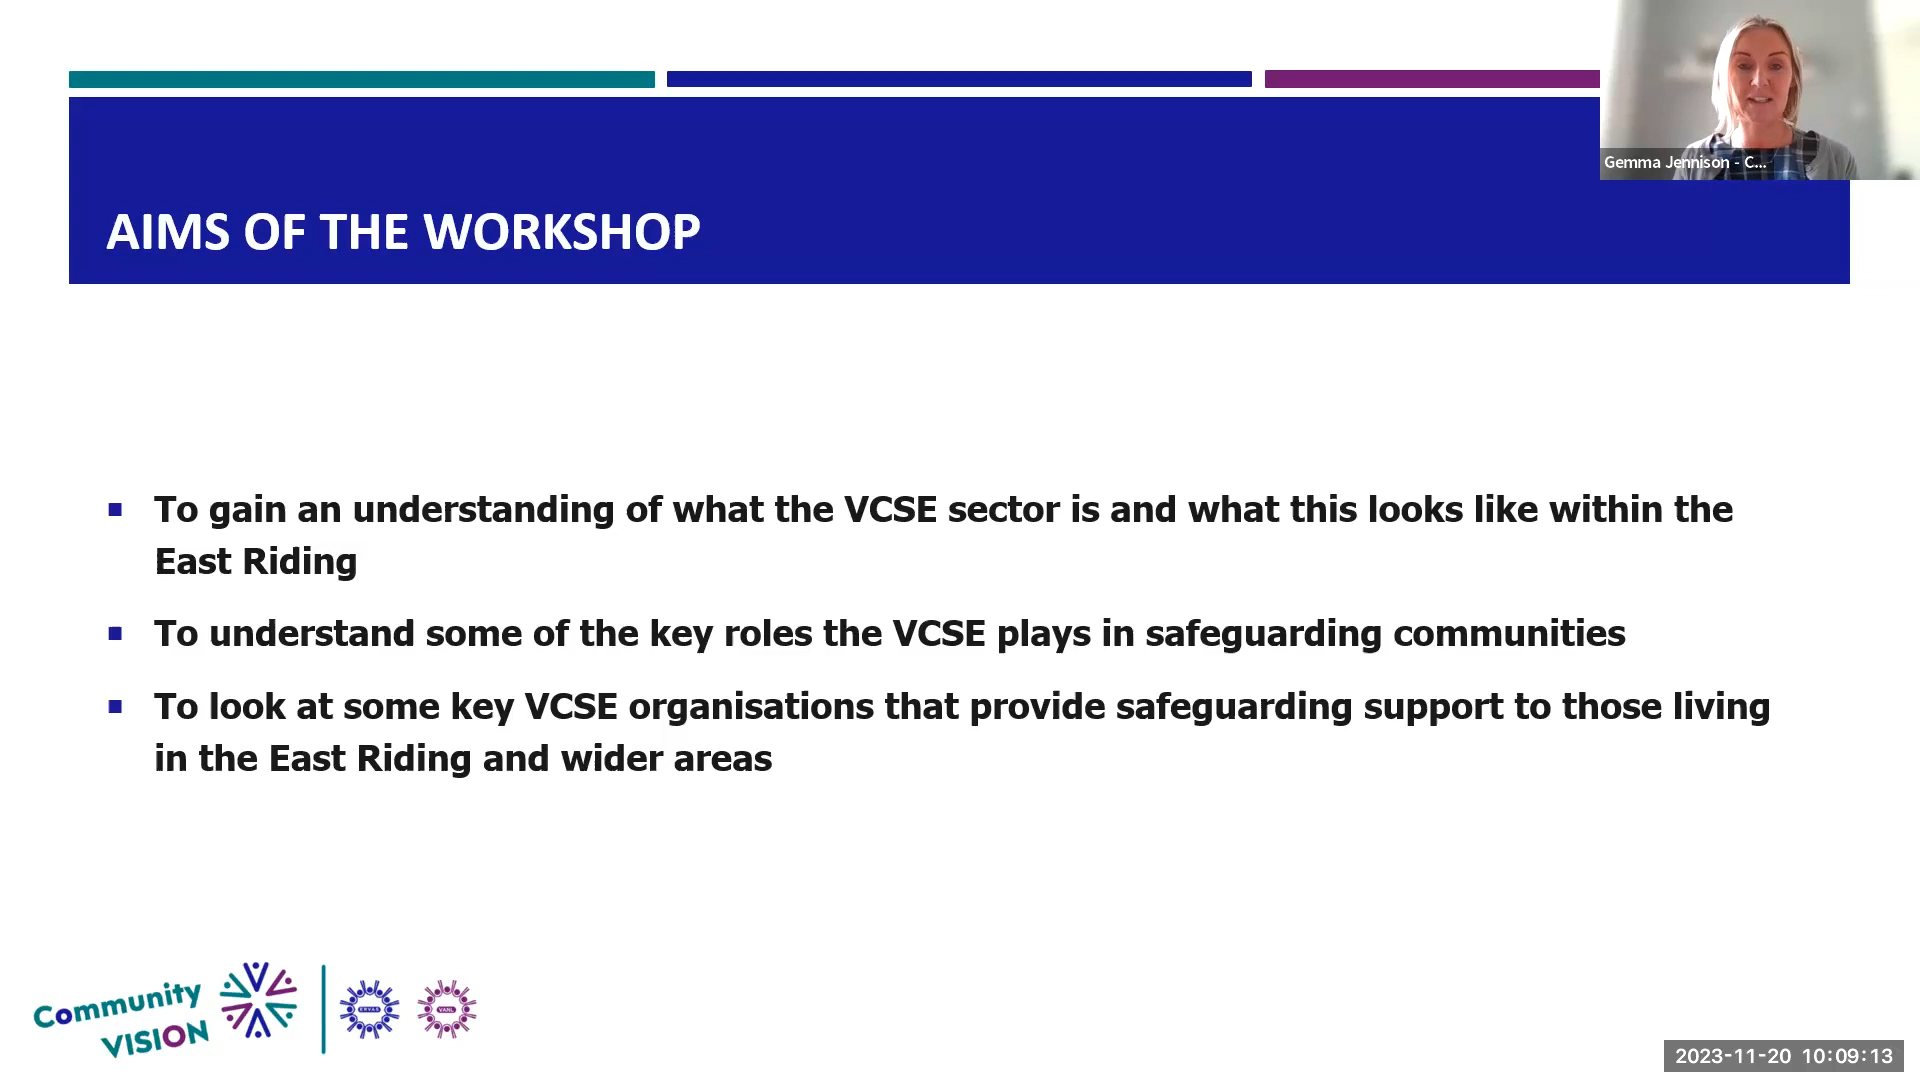 Gemma Jennison - C...
AIMS OF THE WORKSHOP
To gain an understanding of what the VCSE sector is and what this looks like within the
East Riding
To understand some of the key roles the VCSE plays in safeguarding communities
To look at some key VCSE organisations that provide safeguarding support to those living
in the East Riding and wider areas
Community
VISION
ERVAS
VANL
2023-11-20 10:09:13